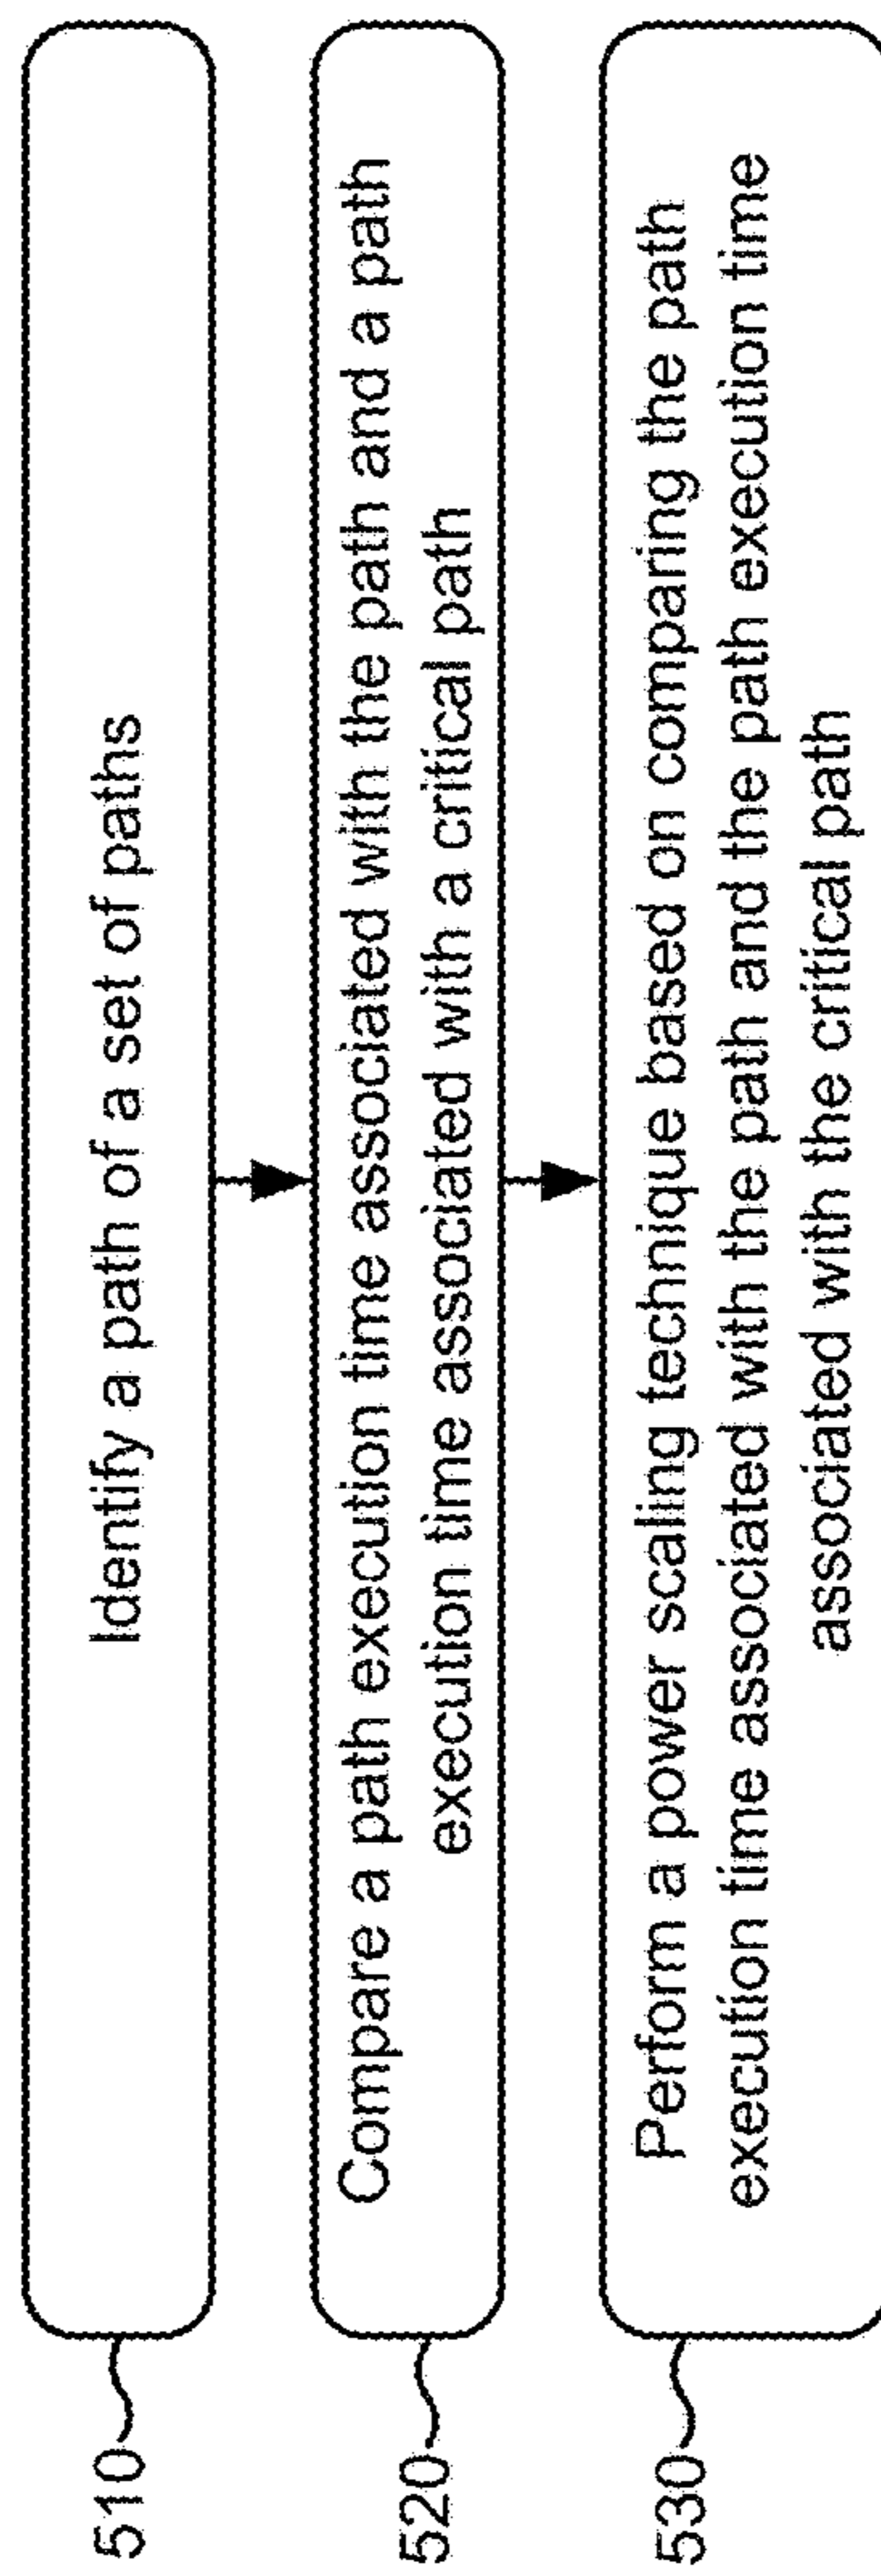 510
Identify a path of a set of paths
520
Compare a path execution time associated with the path and a path
execution time associated with a critical path
530
Perform a power scaling technique based on comparing the path
execution time associated with the path and the path execution time
associated with the critical path